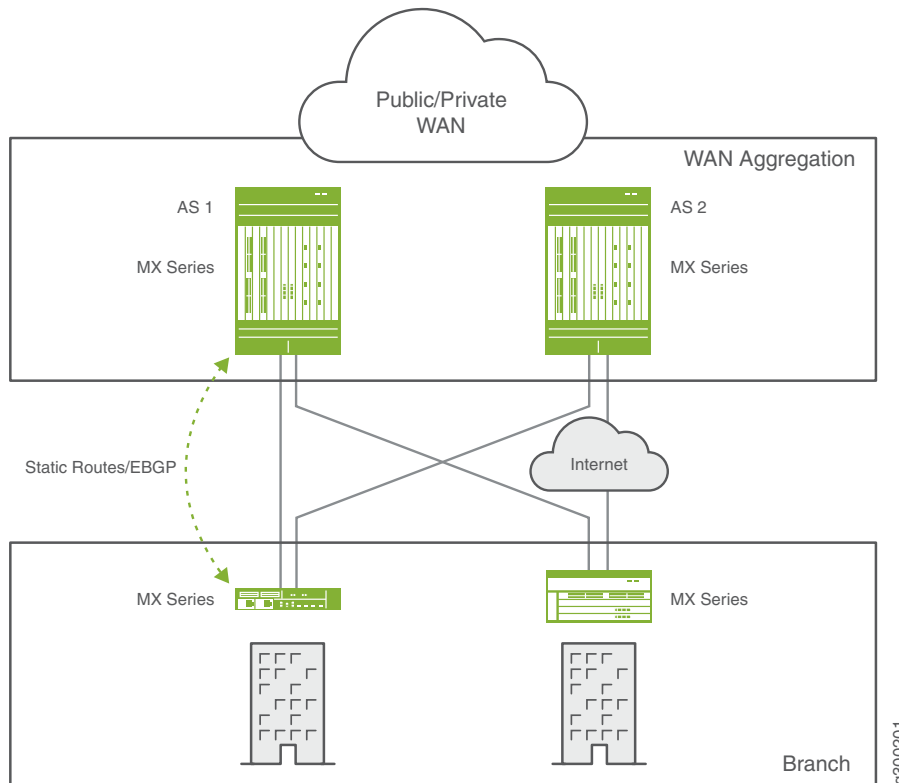 Public/Private
WAN
WAN Aggregation
AS 1
AS 2
MX Series
MX Series
Static Routes/EBGP
Internet
MX Series
MX Series
Branch